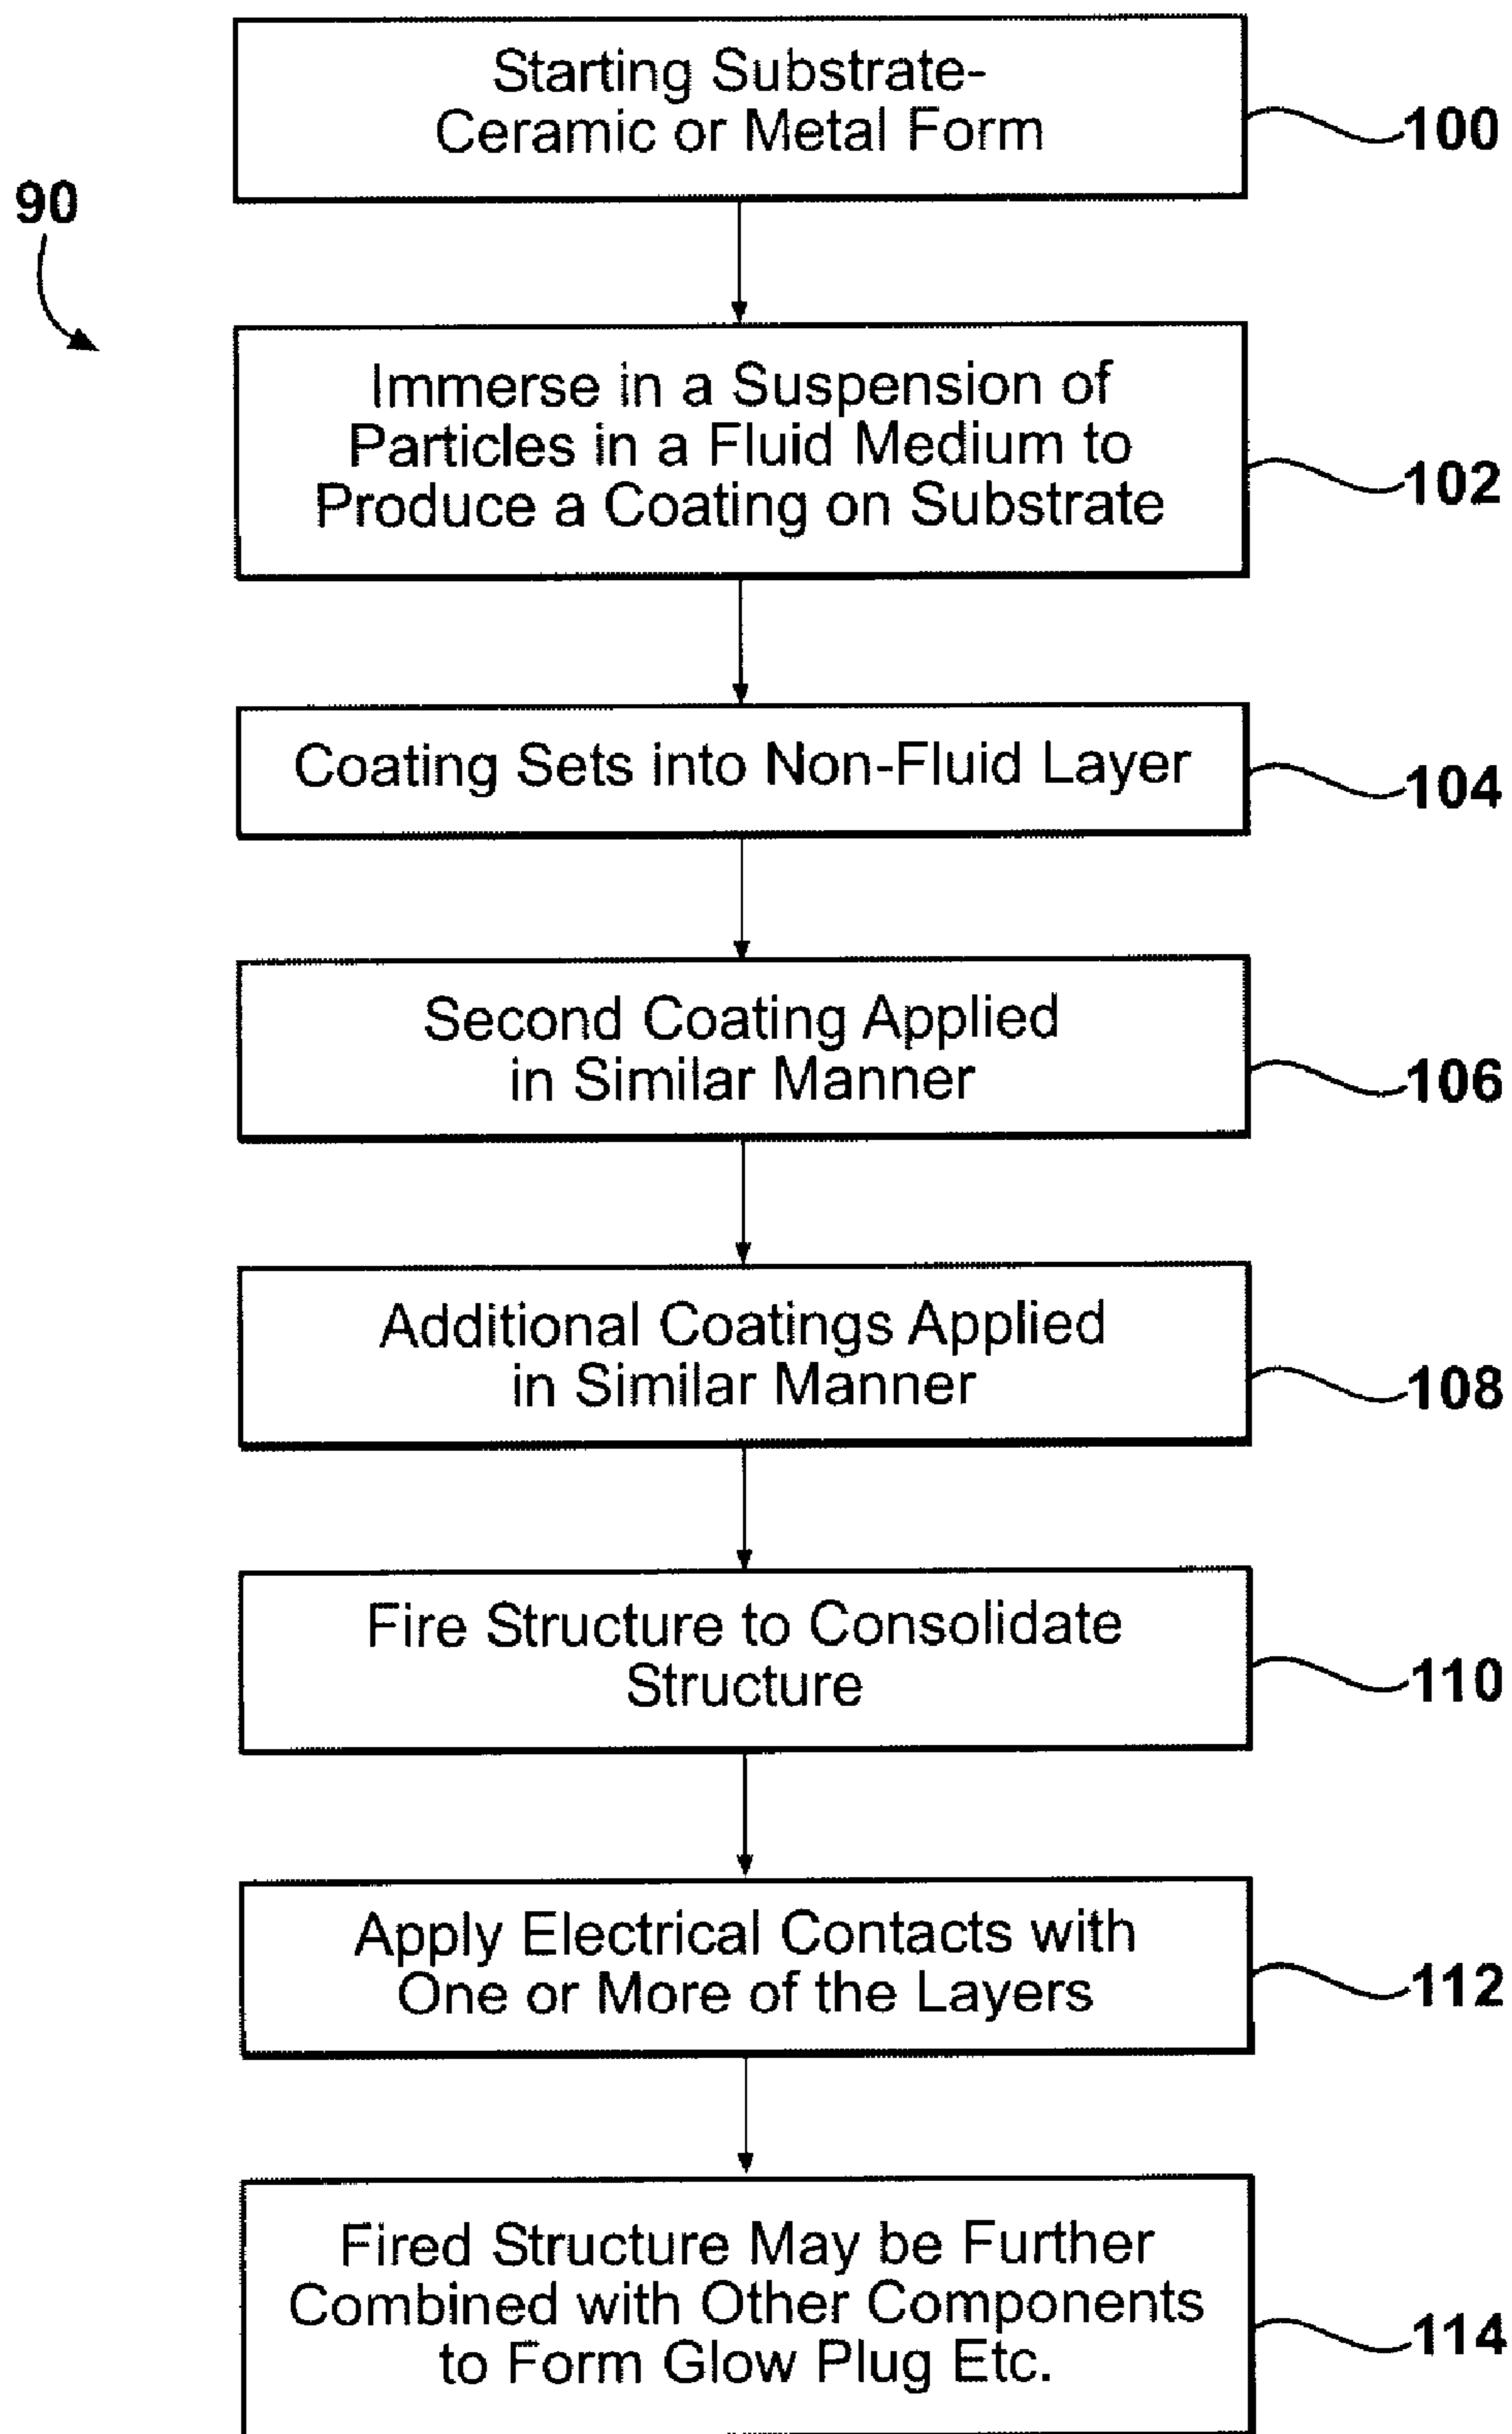 Starting Substrate-
Ceramic or Metal Form
100
90
Immerse in a Suspension of
Particles in a Fluid Medium to
Produce a Coating on Substrate
102
Coating Sets into Non-Fluid Layer
104
Second Coating Applied
in Similar Manner
106
Additional Coatings Applied
in Similar Manner
108
Fire Structure to Consolidate
Structure
110
Apply Electrical Contacts with
One or More of the Layers
112
Fired Structure May be Further
Combined with Other Components
to Form Glow Plug Etc.
114